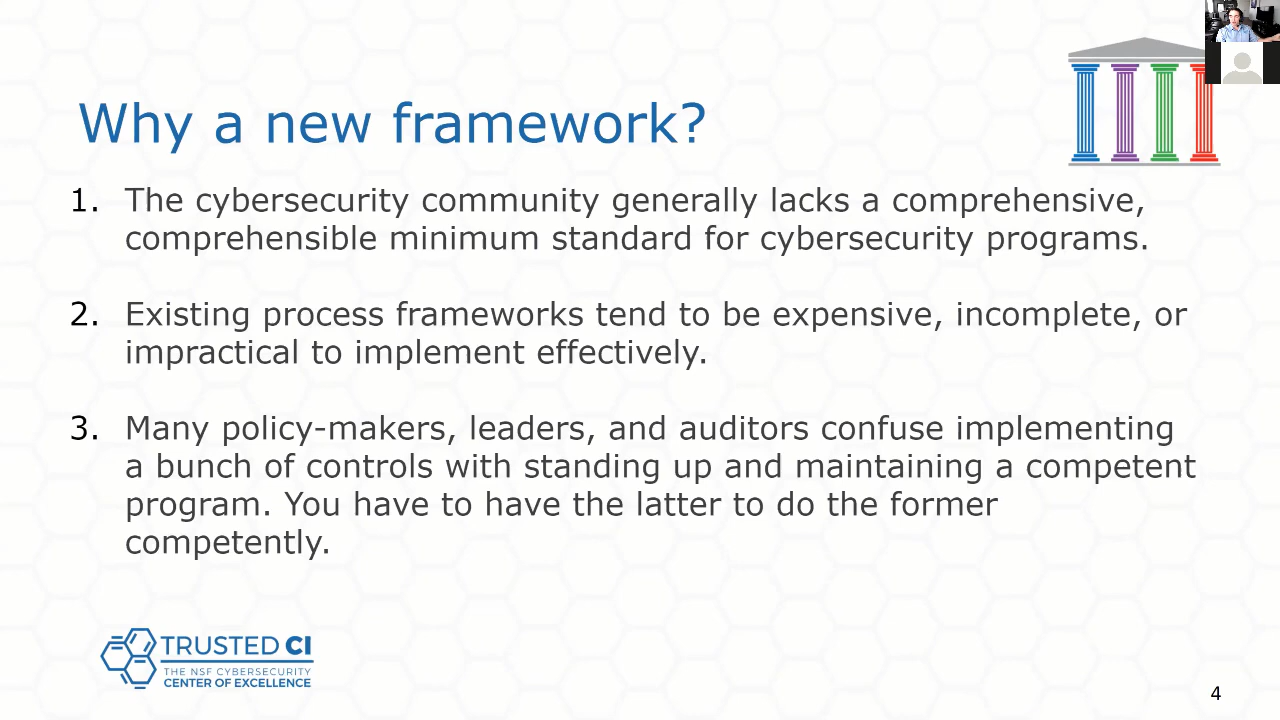 Why a new framework?
1. The cybersecurity community generally lacks a comprehensive,
comprehensible minimum standard for cybersecurity programs.
2. Existing process frameworks tend to be expensive, incomplete, or
impractical to implement effectively.
3. Many policy-makers, leaders, and auditors confuse implementing
a bunch of controls with standing up and maintaining a competent
program. You have to have the latter to do the former
competently.
TRUSTED CI
THE NSF CYBERSECURITY
CENTER OF EXCELLENCE
4